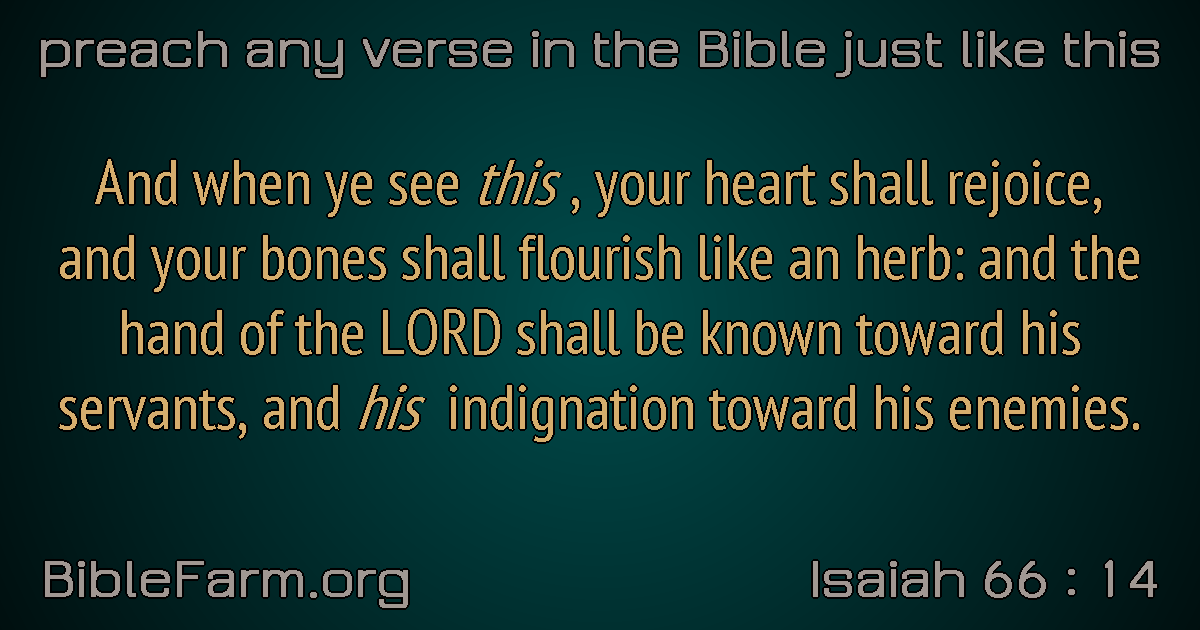 preach any verse in the Bible just like this
And when ye see this , your heart shall rejoice,
and your bones shall flourish like an herb: and the
hand of the LORD shall be known toward his
servants, and his indignation toward his enemies.
BibleFarm.org
Isaiah 66 : 14